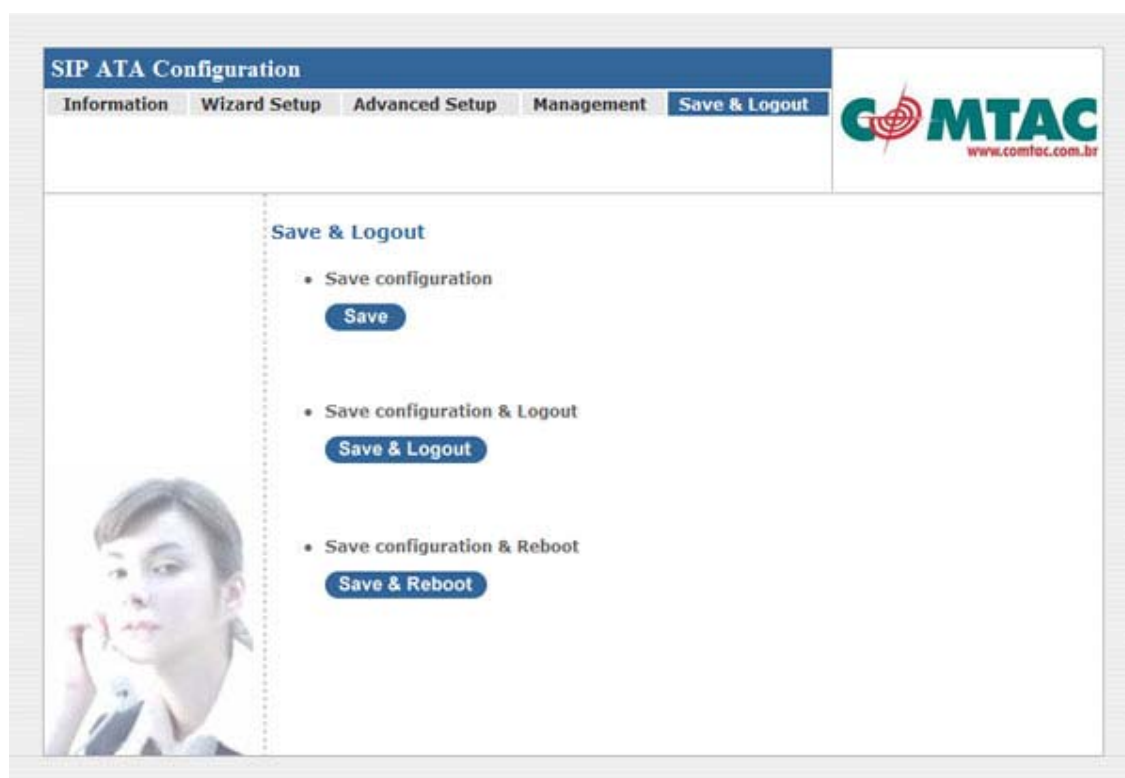 SIP ATA Configuration
Information Wizard Setup Advanced Setup Management Save & Logout
COMTAC
www.comtac.com.br
Save & Logout
• Save configuration
Save
• Save configuration & Logout
Save & Logout
• Save configuration & Reboot
Save & Reboot